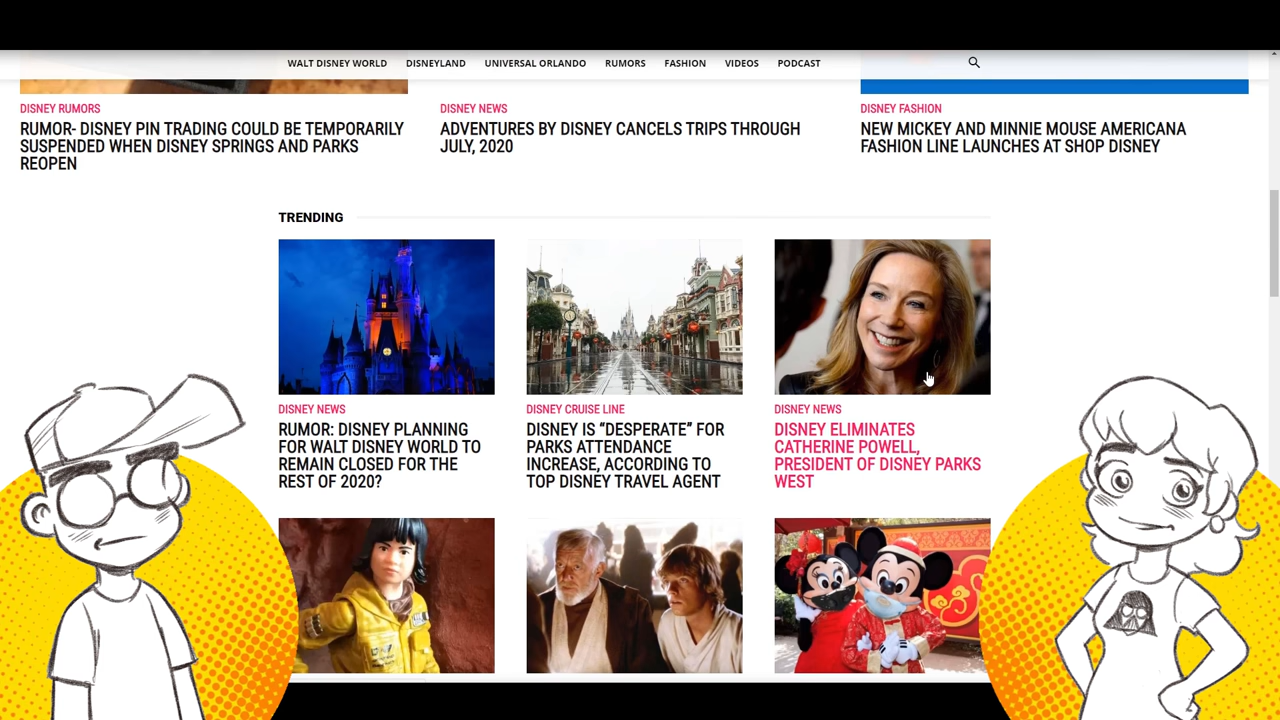 WALT DISNEY WORLD DISNEYLAND UNIVERSAL ORLANDO RUMORS FASHION VIDEOS PODCAST
DISNEY RUMORS
RUMOR- DISNEY PIN TRADING COULD BE TEMPORARILY
SUSPENDED WHEN DISNEY SPRINGS AND PARKS
REOPEN
DISNEY NEWS
ADVENTURES BY DISNEY CANCELS TRIPS THROUGH
JULY, 2020
DISNEY FASHION
NEW MICKEY AND MINNIE MOUSE AMERICANA
FASHION LINE LAUNCHES AT SHOP DISNEY
TRENDING
DISNEY NEWS
RUMOR: DISNEY PLANNING
FOR WALT DISNEY WORLD TO
REMAIN CLOSED FOR THE
REST OF 2020?
DISNEY CRUISE LINE
DISNEY IS “DESPERATE” FOR
PARKS ATTENDANCE
INCREASE, ACCORDING TO
TOP DISNEY TRAVEL AGENT
DISNEY NEWS
DISNEY ELIMINATES
CATHERINE POWELL,
PRESIDENT OF DISNEY PARKS
WEST